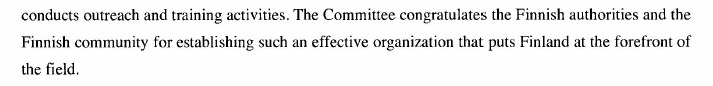 conducts outreach and training activities. The Committee congratulates the Finnish authorities and the
Finnish community for establishing such an effective organization that puts Finland at the forefront of
the field.